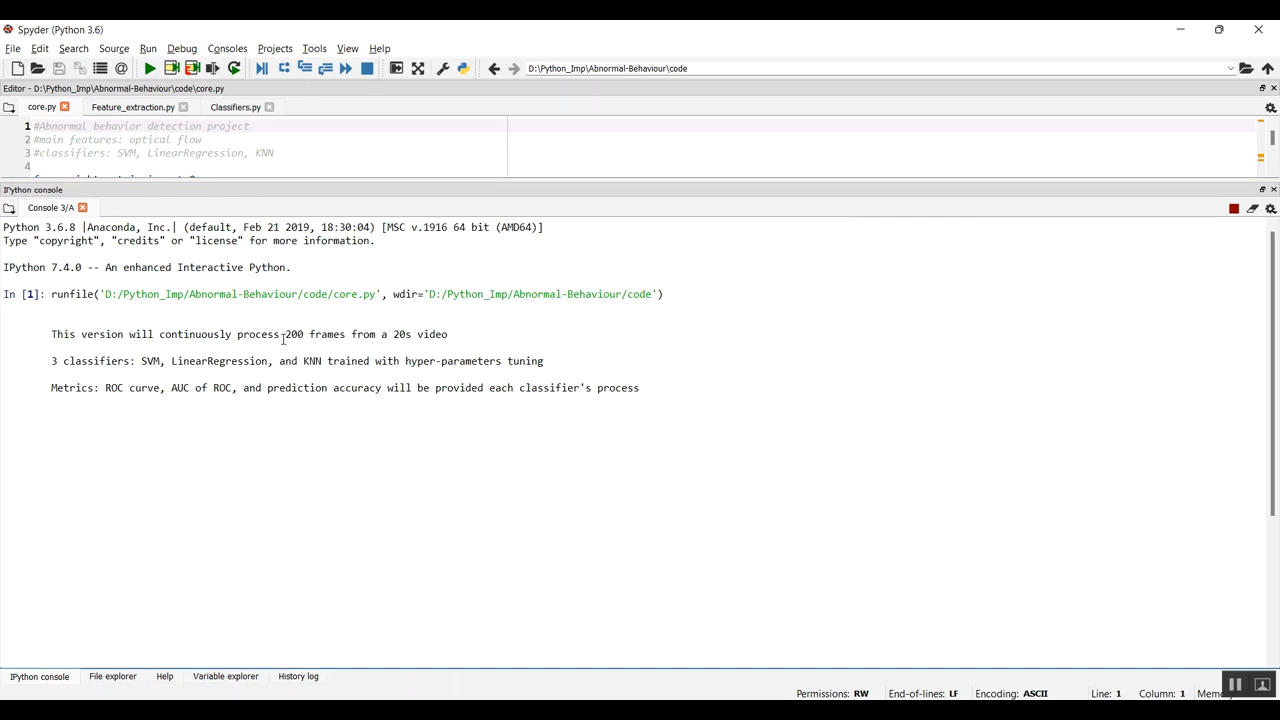 Spyder (Python 3.6)
File Edit Search Source Run Debug Consoles Projects Tools View Help
D:\Python_Imp\Abnormal-Behaviour\code
Editor - D:\Python_Imp\Abnormal-Behaviour\code\core.py
core.py Feature_extraction.py Classifiers.py
1 #Abnormal behavior detection project
2 #main features: optical flow
3 #classifiers: SVM, LinearRegression, KNN
4
IPython console
Console 3/A
Python 3.6.8 |Anaconda, Inc.| (default, Feb 21 2019, 18:30:04) [MSC v.1916 64 bit (AMD64)]
Type "copyright", "credits" or "license" for more information.
IPython 7.4.0 -- An enhanced Interactive Python.
In [1]: runfile('D:/Python_Imp/Abnormal-Behaviour/code/core.py', wdir='D:/Python_Imp/Abnormal-Behaviour/code')
This version will continuously process 200 frames from a 20s video
3 classifiers: SVM, LinearRegression, and KNN trained with hyper-parameters tuning
Metrics: ROC curve, AUC of ROC, and prediction accuracy will be provided each classifier's process
IPython console File explorer Help Variable explorer History log
Permissions: RW End-of-lines: LF Encoding: ASCII Line: 1 Column: 1